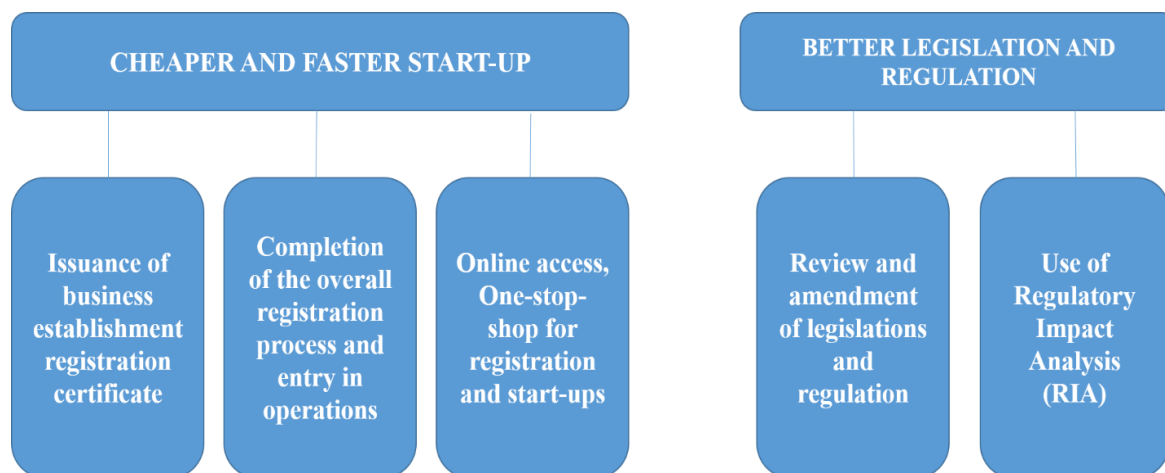 CHEAPER AND FASTER START-UP
BETTER LEGISLATION AND
REGULATION
Issuance of
business
establishment
registration
certificate
Completion
of the overall
registration
process and
entry in
operations
Online access,
One-stop-
shop for
registration
and start-ups
Review and
amendment
of legislations
and
regulation
Use of
Regulatory
Impact
Analysis
(RIA)